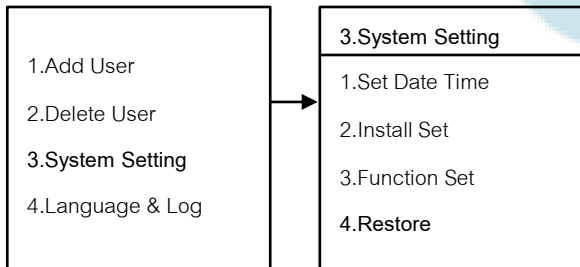 1.Add User
2.Delete User
3.System Setting
4.Language & Log
3.System Setting
1.Set Date Time
2.Install Set
3.Function Set
4.Restore